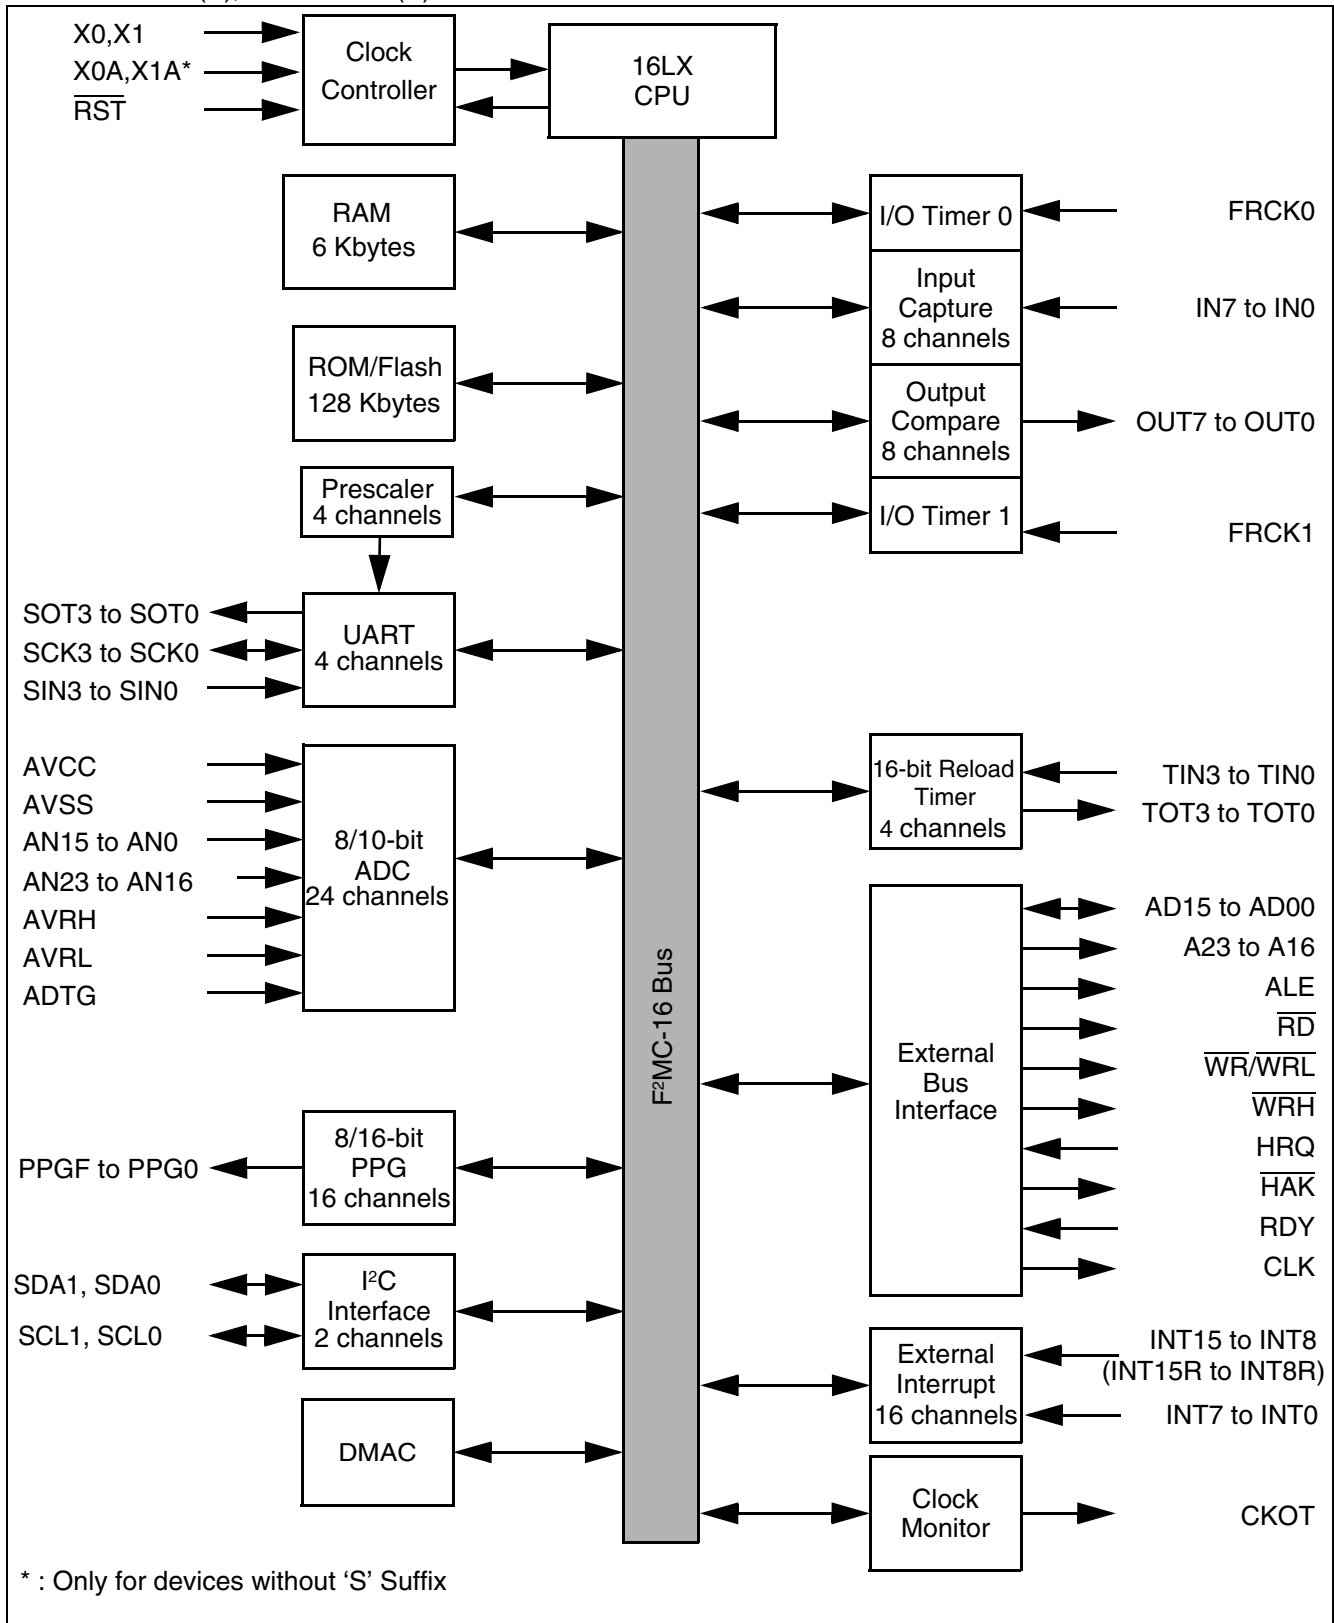 X0,X1
X0A,X1A*
RST
Clock
Controller
16LX
CPU
RAM
6 Kbytes
ROM/Flash
128 Kbytes
Prescaler
4 channels
SOT3 to SOT0
SCK3 to SCK0
SIN3 to SIN0
UART
4 channels
AVCC
AVSS
AN15 to AN0
AN23 to AN16
AVRH
AVRL
ADTG
8/10-bit
ADC
24 channels
PPGF to PPG0
8/16-bit
PPG
16 channels
SDA1, SDA0
SCL1, SCL0
I²C
Interface
2 channels
DMAC
F²MC-16 Bus
I/O Timer 0
FRCK0
Input
Capture
8 channels
IN7 to IN0
Output
Compare
8 channels
OUT7 to OUT0
I/O Timer 1
FRCK1
16-bit Reload
Timer
4 channels
TIN3 to TIN0
TOT3 to TOT0
External
Bus
Interface
AD15 to AD00
A23 to A16
ALE
RD
WR/WRL
WRH
HRQ
HAK
RDY
CLK
External
Interrupt
16 channels
INT15 to INT8
(INT15R to INT8R)
INT7 to INT0
Clock
Monitor
CKOT
* : Only for devices without ‘S’ Suffix